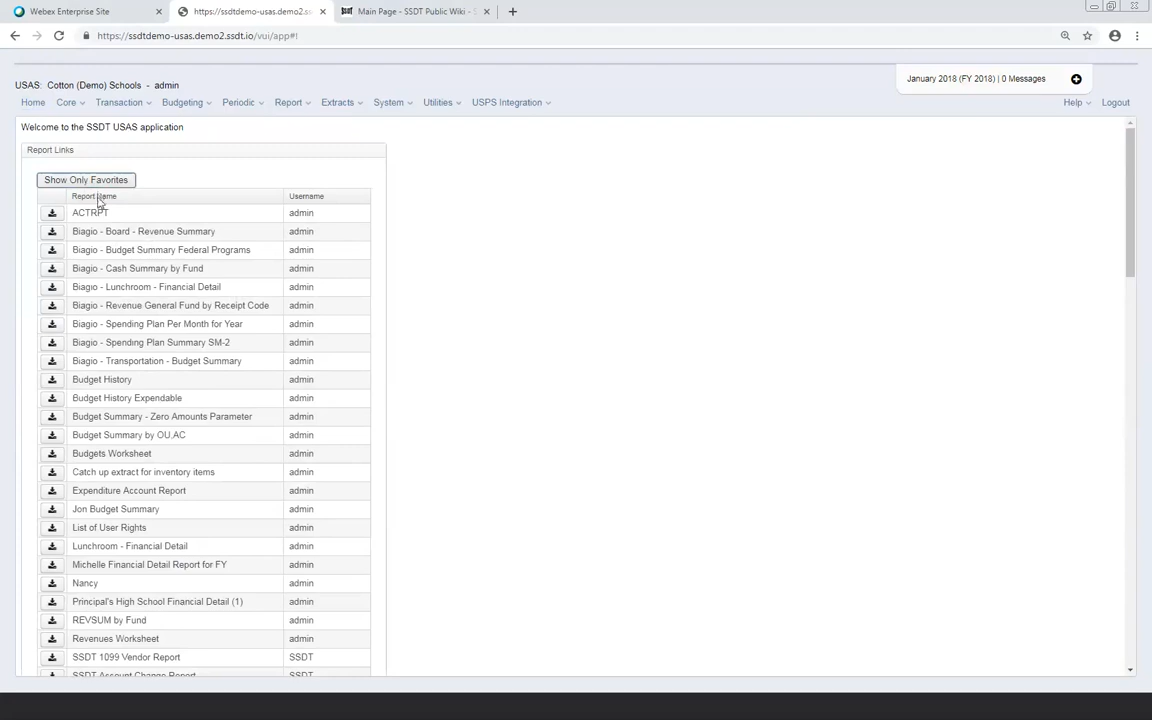 Webex Enterprise Site
https://ssdtdemo-usas.demo2.ss
Main Page - SSDT Public Wiki - S
https://ssdtdemo-usas.demo2.ssdt.io/vui/app#!
January 2018 (FY 2018) | 0 Messages
USAS: Cotton (Demo) Schools - admin
Home Core Transaction Budgeting Periodic Report Extracts System Utilities USPS Integration Help Logout
Welcome to the SSDT USAS application
Report Links
Show Only Favorites
Report Name Username
ACTRPT admin
Biagio - Board - Revenue Summary admin
Biagio - Budget Summary Federal Programs admin
Biagio - Cash Summary by Fund admin
Biagio - Lunchroom - Financial Detail admin
Biagio - Revenue General Fund by Receipt Code admin
Biagio - Spending Plan Per Month for Year admin
Biagio - Spending Plan Summary SM-2 admin
Biagio - Transportation - Budget Summary admin
Budget History admin
Budget History Expendable admin
Budget Summary - Zero Amounts Parameter admin
Budget Summary by OU,AC admin
Budgets Worksheet admin
Catch up extract for inventory items admin
Expenditure Account Report admin
Jon Budget Summary admin
List of User Rights admin
Lunchroom - Financial Detail admin
Michelle Financial Detail Report for FY admin
Nancy admin
Principal's High School Financial Detail (1) admin
REVSUM by Fund admin
Revenues Worksheet admin
SSDT 1099 Vendor Report SSDT
SSDT Account Change Report SSDT